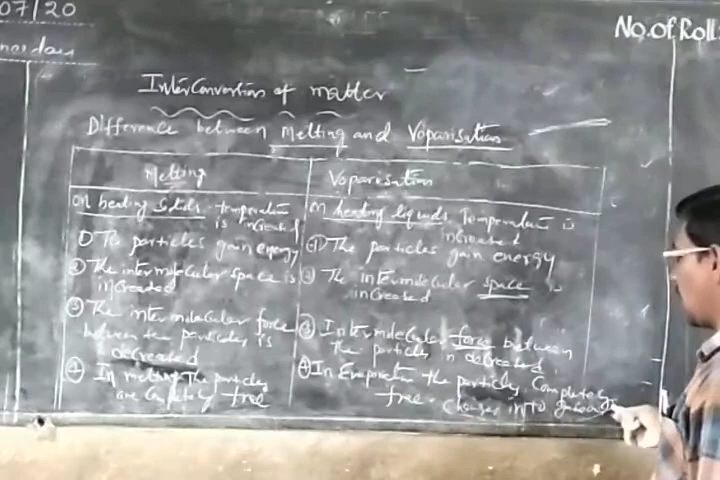 07/20
No. of Roll
InterConversion of matter
Difference between Melting and Voparisation
Melting
On heating solids temperature
is increased
① The particles gain energy
② The intermolecular space is
increased
③ The intermolecular force
between the particles is
decreased
④ In melting The particles
are completely free
Voparisation
On heating liquids Temperature is
increased
① The particles gain energy
② The intermolecular space is
increased
③ Intermolecular force between
The particles in decreased.
④ In Evaporation the particles Completely
free. Changes into